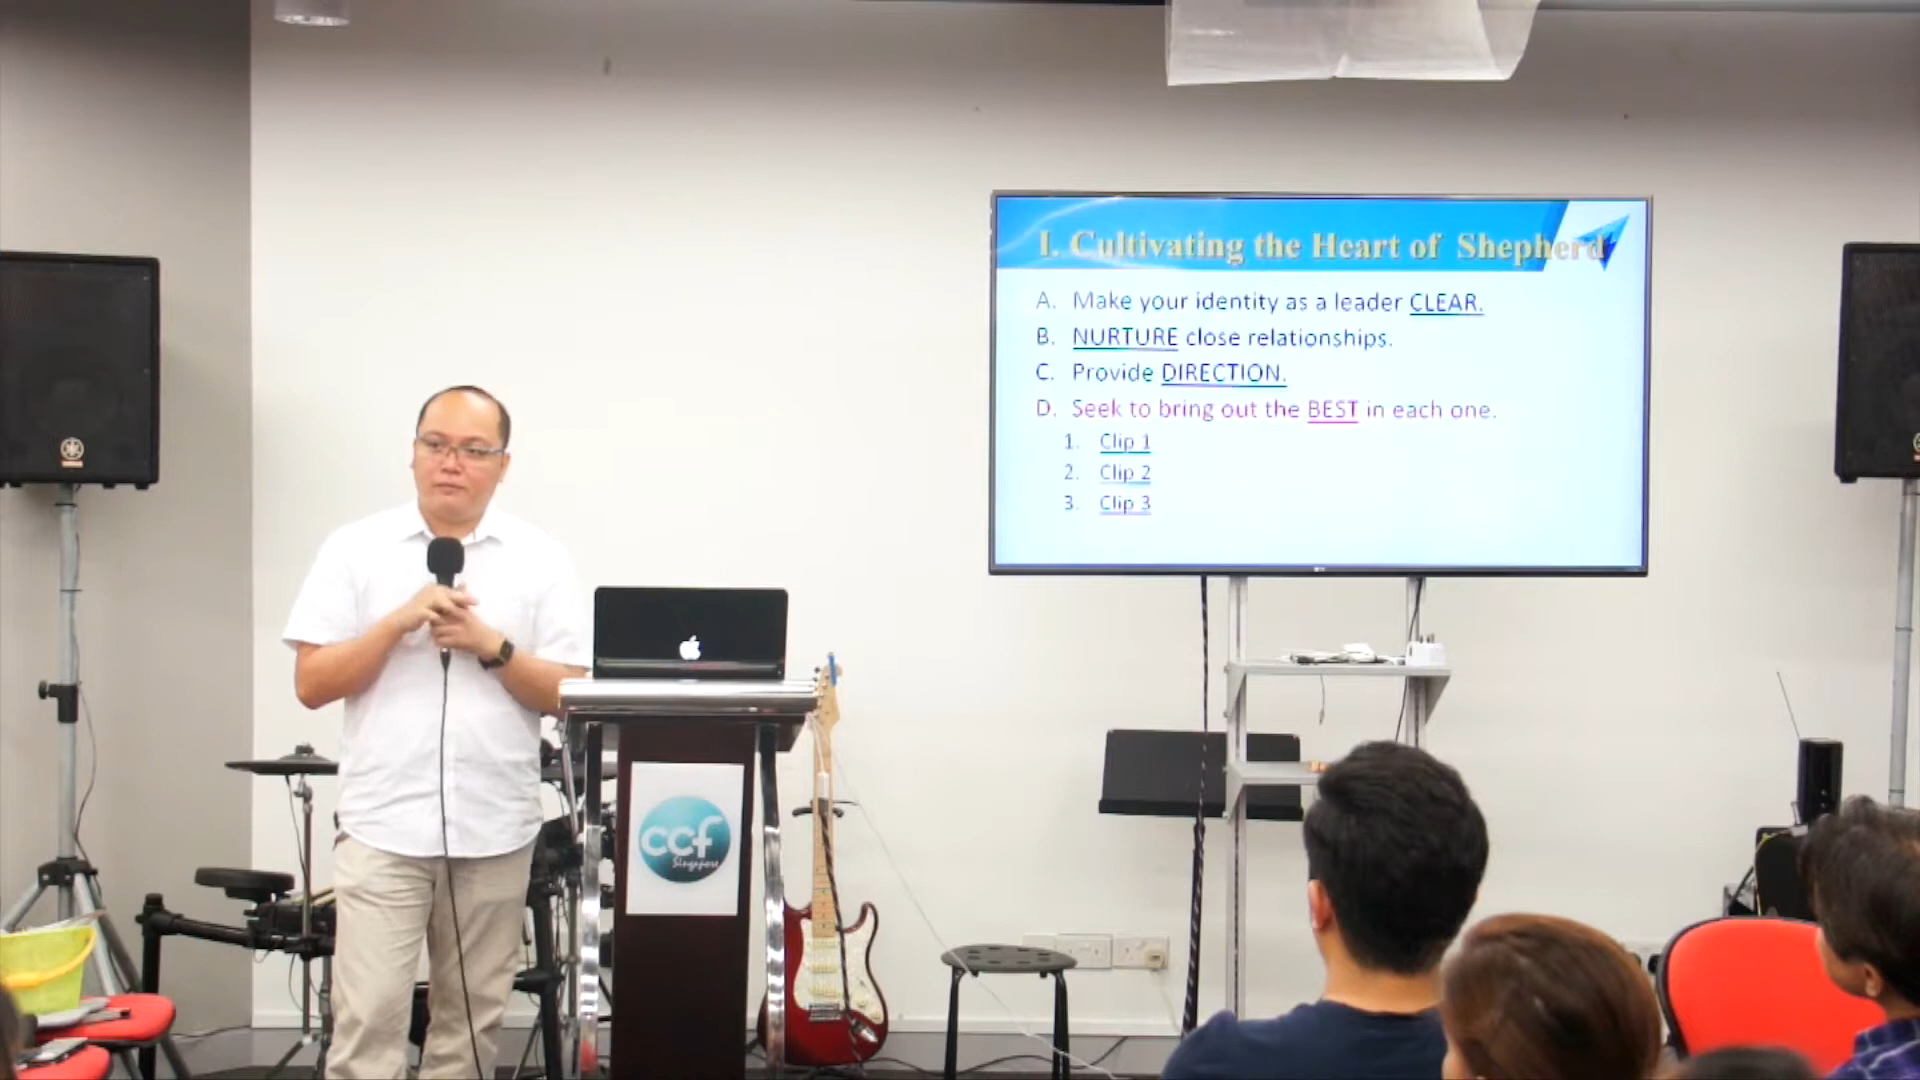 I. Cultivating the Heart of Shepherd
A. Make your identity as a leader CLEAR.
B. NURTURE close relationships.
C. Provide DIRECTION.
D. Seek to bring out the BEST in each one.
1. Clip 1
2. Clip 2
3. Clip 3
ccf
Singapore